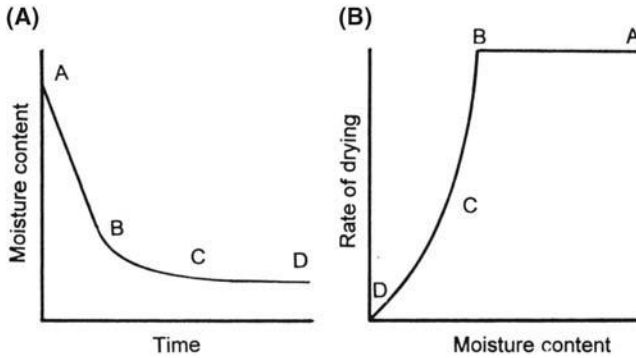 (A)
Moisture content
A
B
C
D
Time
(B)
Rate of drying
B
A
C
D
Moisture content